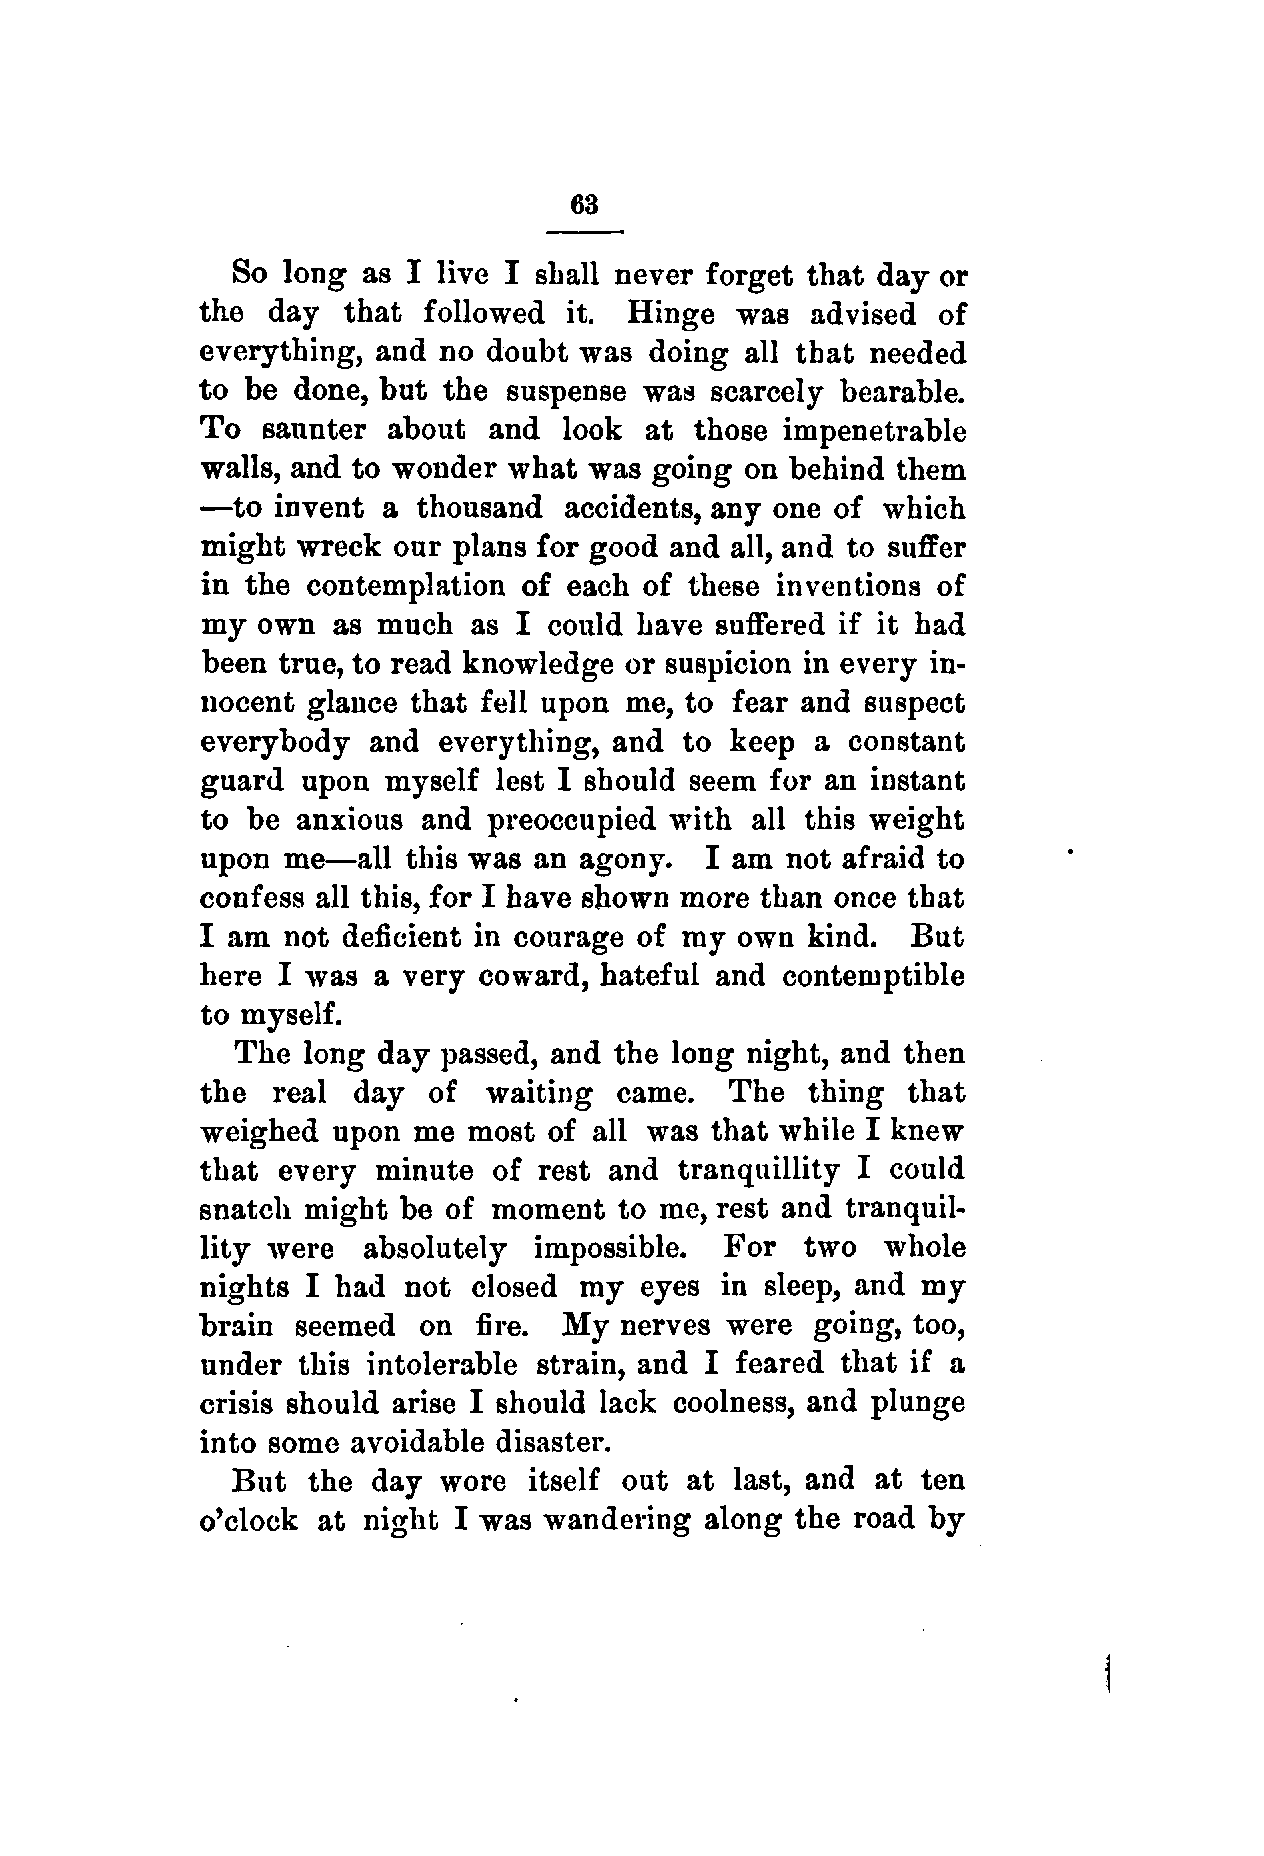 63
So long as I live I shall never forget that day or
the day that followed it. Hinge was advised of
everything, and no doubt was doing all that needed
to be done, but the suspense was scarcely bearable.
To saunter about and look at those impenetrable
walls, and to wonder what was going on behind them
—to invent a thousand accidents, any one of which
might wreck our plans for good and all, and to suffer
in the contemplation of each of these inventions of
my own as much as I could have suffered if it had
been true, to read knowledge or suspicion in every in-
nocent glance that fell upon me, to fear and suspect
everybody and everything, and to keep a constant
guard upon myself lest I should seem for an instant
to be anxious and preoccupied with all this weight
upon me—all this was an agony. I am not afraid to
confess all this, for I have shown more than once that
I am not deficient in courage of my own kind. But
here I was a very coward, hateful and contemptible
to myself.
The long day passed, and the long night, and then
the real day of waiting came. The thing that
weighed upon me most of all was that while I knew
that every minute of rest and tranquillity I could
snatch might be of moment to me, rest and tranquil-
lity were absolutely impossible. For two whole
nights I had not closed my eyes in sleep, and my
brain seemed on fire. My nerves were going, too,
under this intolerable strain, and I feared that if a
crisis should arise I should lack coolness, and plunge
into some avoidable disaster.
But the day wore itself out at last, and at ten
o'clock at night I was wandering along the road by